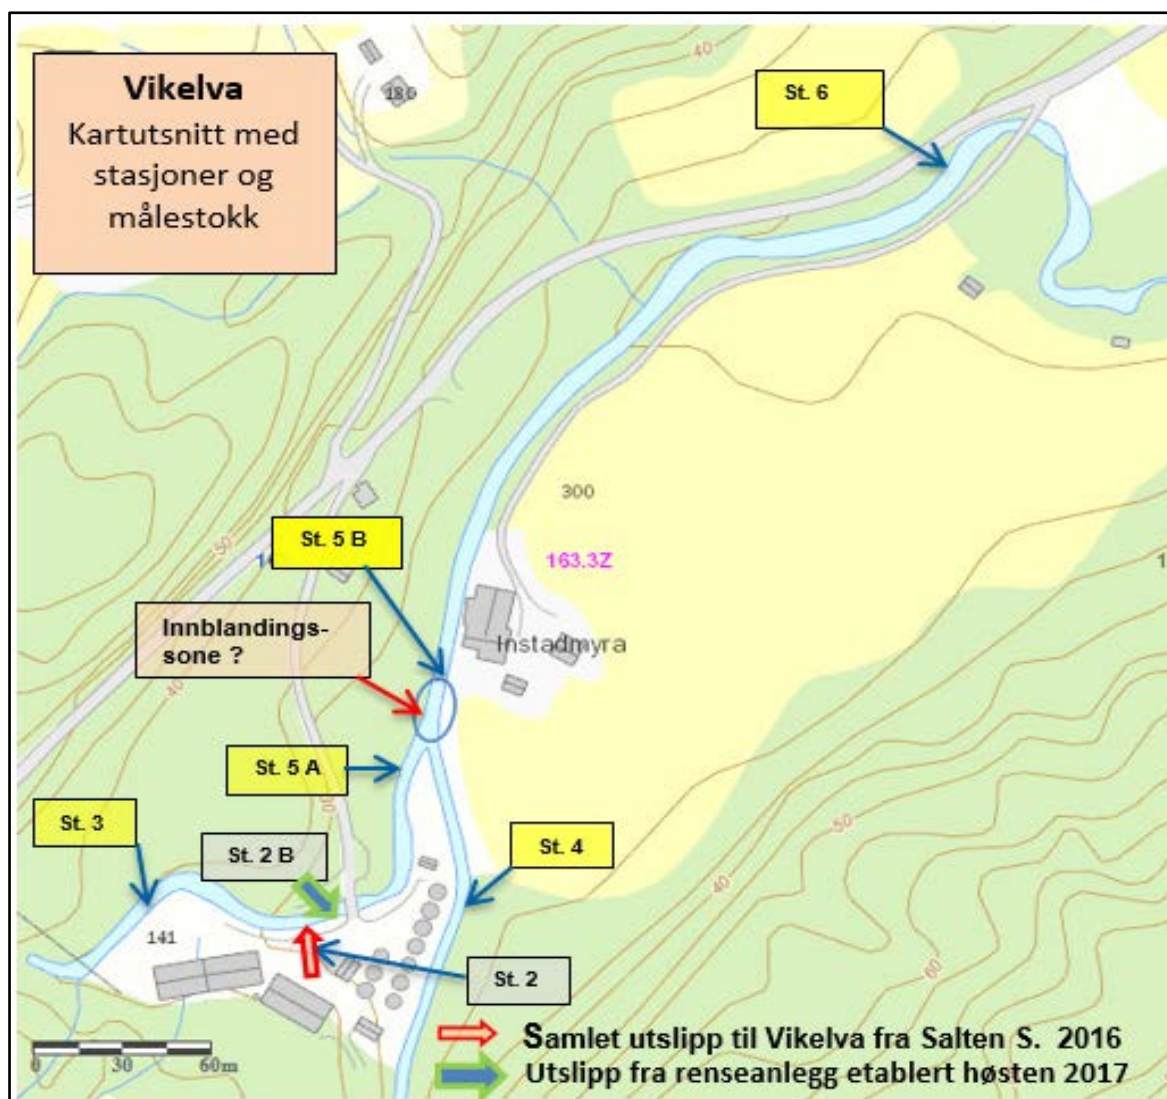 Vikelva
Kartutsnitt med
stasjoner og
målestokk
40
180
St. 6
50
300
St. 5 B
163.3Z
Innblandings-
sone ?
Instadmyra
40
St. 5 A
St. 3
St. 2 B
St. 4
50
40
141
60
St. 2
Samlet utslipp til Vikelva fra Salten S. 2016
0 30 60m
Utslipp fra renseanlegg etablert høsten 2017